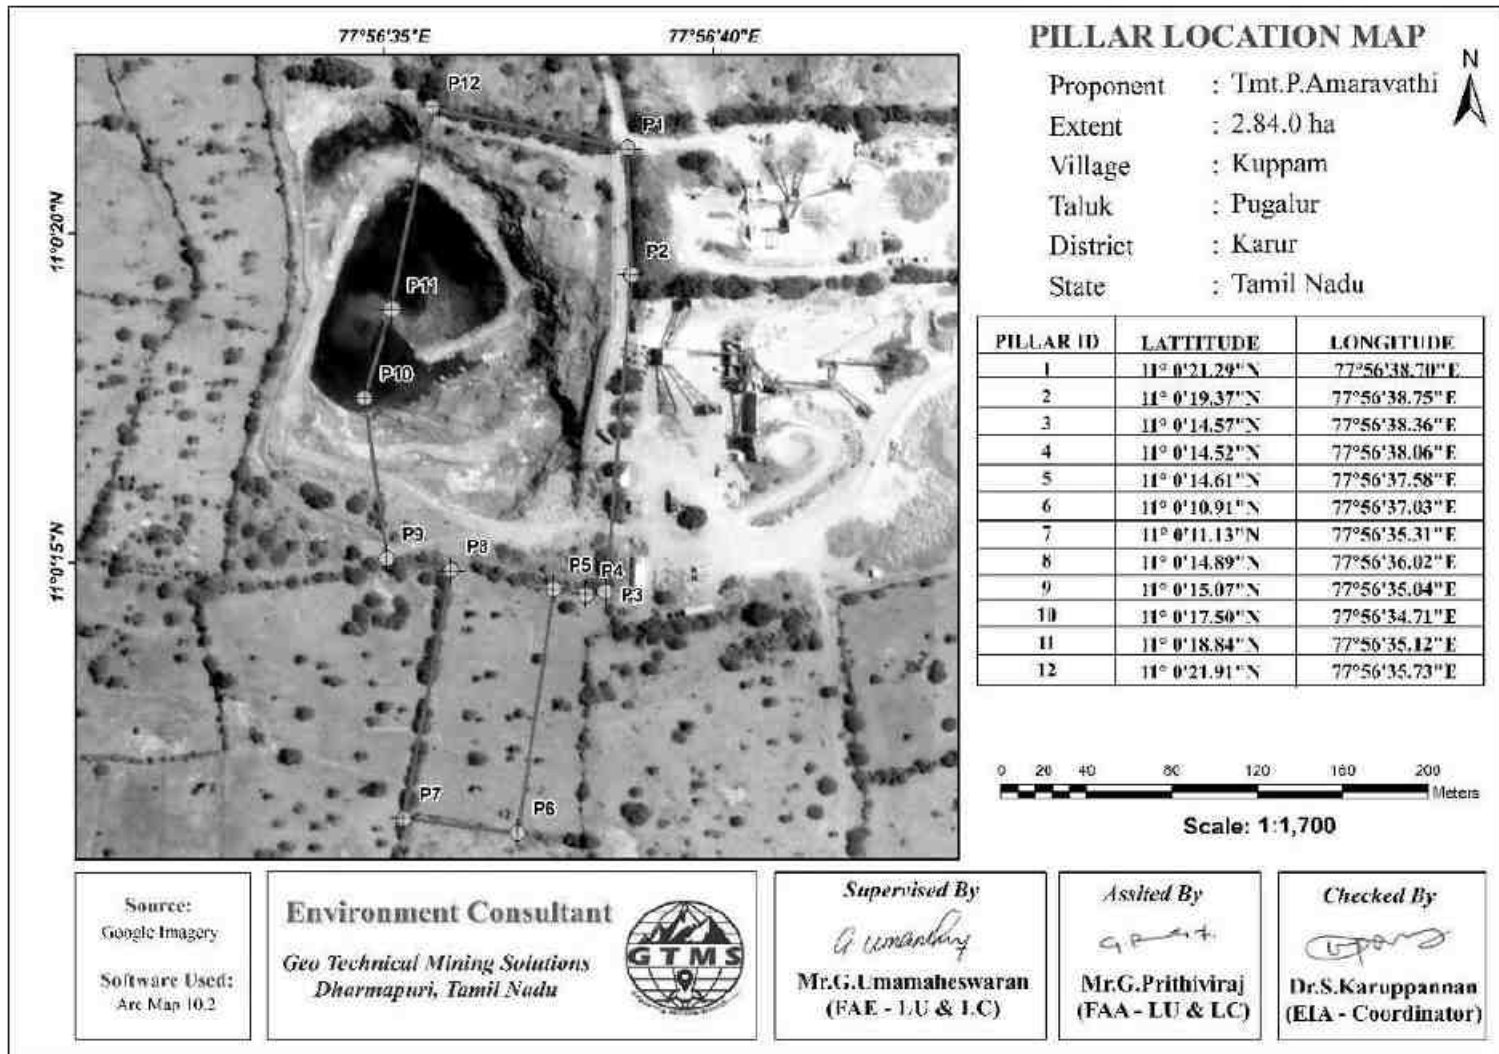 PILLAR LOCATION MAP
N
Proponent : Tmt.P.Amaravathi
Extent : 2.84.0 ha
Village : Kuppam
Taluk : Pugalur
District : Karur
State : Tamil Nadu
77°56'35"E 77°56'40"E
11°0'20"N
11°0'15"N
P12
P1
P2
P11
P10
P9
P8
P5
P4
P3
P7
P6
PILLAR ID LATTITUDE LONGITUDE
1 11° 0'21.29"N 77°56'38.70"E
2 11° 0'19.37"N 77°56'38.75"E
3 11° 0'14.57"N 77°56'38.36"E
4 11° 0'14.52"N 77°56'38.06"E
5 11° 0'14.61"N 77°56'37.58"E
6 11° 0'10.91"N 77°56'37.03"E
7 11° 0'11.13"N 77°56'35.31"E
8 11° 0'14.89"N 77°56'36.02"E
9 11° 0'15.07"N 77°56'35.04"E
10 11° 0'17.50"N 77°56'34.71"E
11 11° 0'18.84"N 77°56'35.12"E
12 11° 0'21.91"N 77°56'35.73"E
0 20 40 80 120 160 200
Meters
Scale: 1:1,700
Source:
Google Imagery
Software Used:
Arc Map 10.2
Environment Consultant
Geo Technical Mining Solutions
Dharmapuri, Tamil Nadu
GTMS
Supervised By
Mr.G.Umamaheswaran
(FAE - LU & LC)
Assited By
Mr.G.Prithiviraj
(FAA - LU & LC)
Checked By
Dr.S.Karuppannan
(EIA - Coordinator)